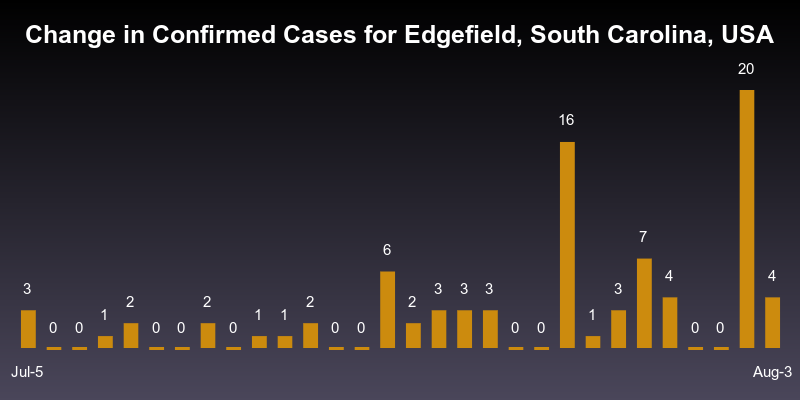 Change in Confirmed Cases for Edgefield, South Carolina, USA
3 0 0 1 2 0 0 2 0 1 1 2 0 0 6 2 3 3 3 0 0 16 1 3 7 4 0 0 20 4
Jul-5 Aug-3